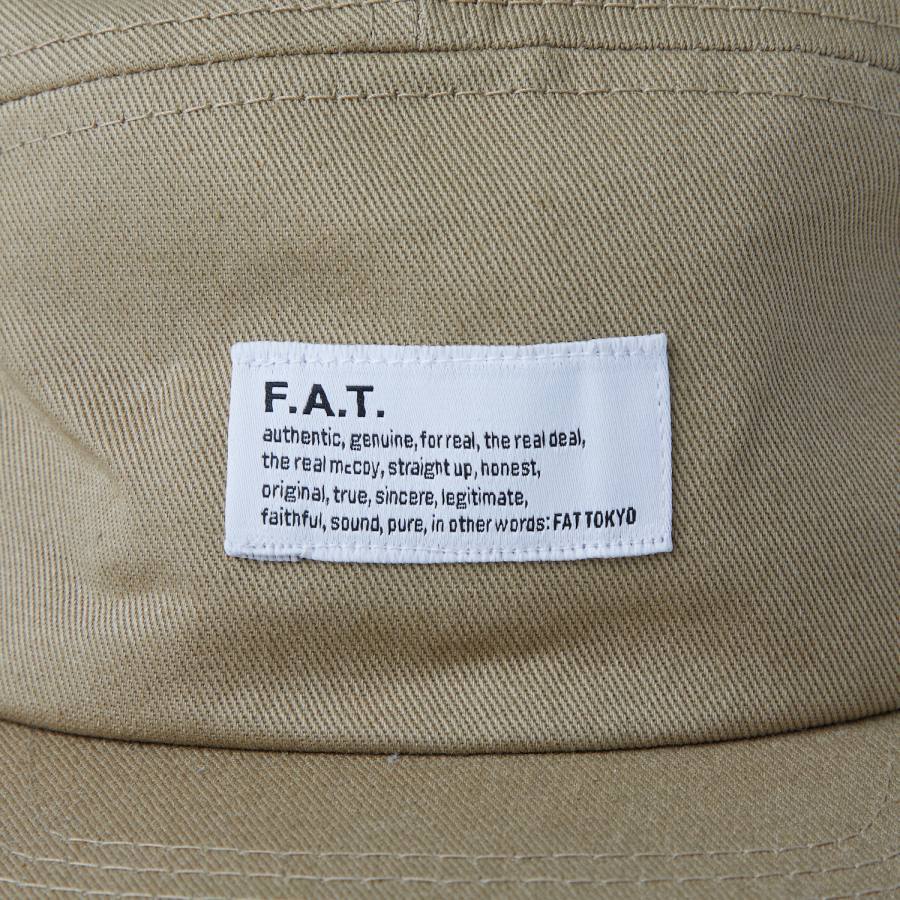 F.A.T.
authentic, genuine, for real, the real deal,
the real mccoy, straight up, honest,
original, true, sincere, legitimate,
faithful, sound, pure, in other words: FAT TOKYO